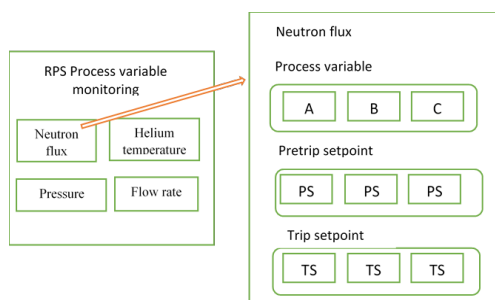 RPS Process variable
monitoring
Neutron
flux
Helium
temperature
Pressure
Flow rate
Neutron flux
Process variable
A B C
Pretrip setpoint
PS PS PS
Trip setpoint
TS TS TS